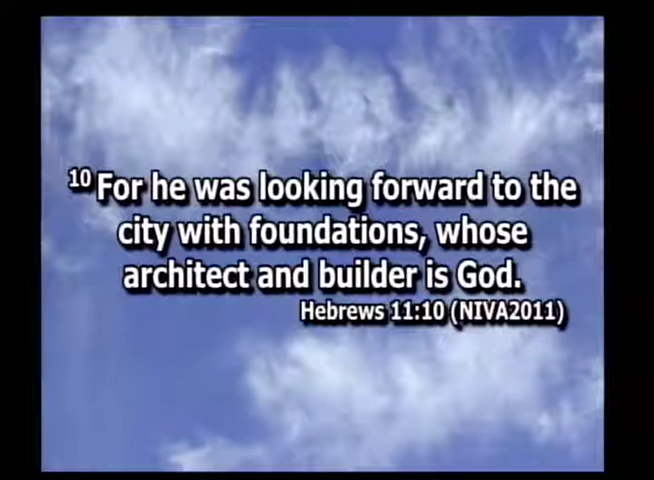 10 For he was looking forward to the
city with foundations, whose
architect and builder is God.
Hebrews 11:10 (NIVA2011)